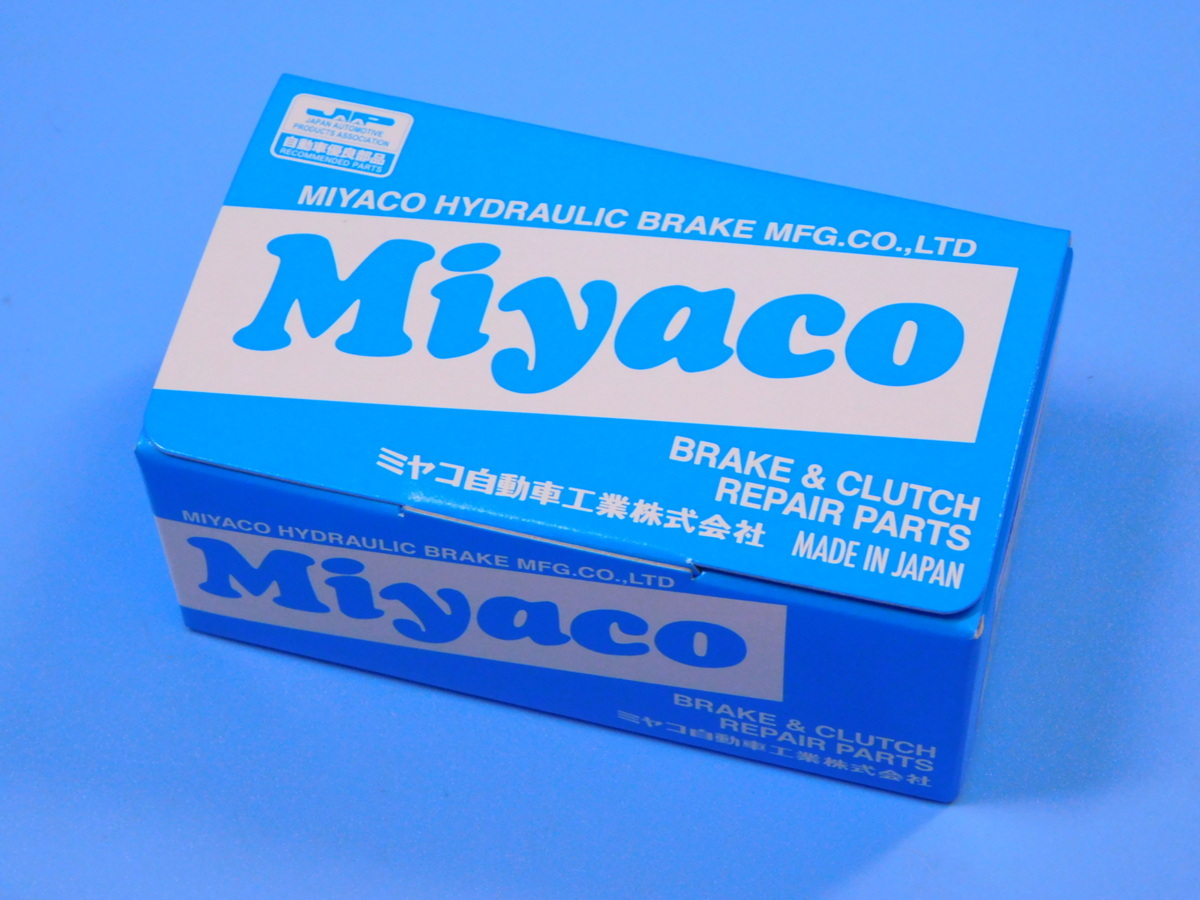 JAAP
JAPAN AUTOMOTIVE
PRODUCTS ASSOCIATION
自動車優良部品
RECOMMENDED PARTS
MIYACO HYDRAULIC BRAKE MFG.CO.,LTD
Miyaco
BRAKE & CLUTCH
REPAIR PARTS
ミヤコ自動車工業株式会社
MADE IN JAPAN
MIYACO HYDRAULIC BRAKE MFG.CO.,LTD
Miyaco
BRAKE & CLUTCH
REPAIR PARTS
ミヤコ自動車工業株式会社